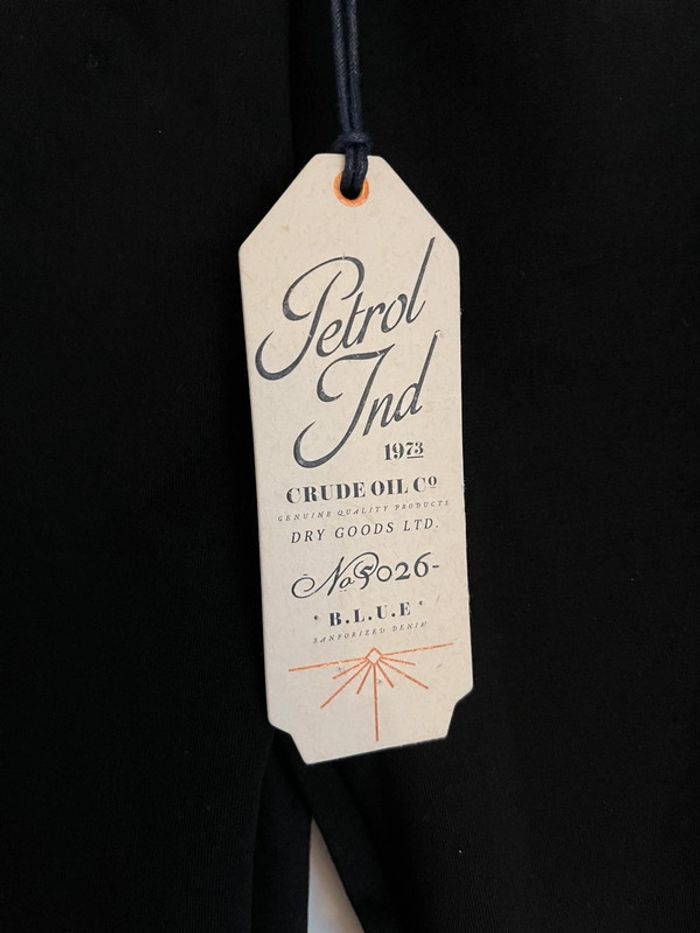 Petrol
Ind
1973
CRUDE OIL Cº
GENUINE QUALITY PRODUCTS
DRY GOODS LTD.
No 5026-
· B.L.U.E ·
SANFORIZED DENIM